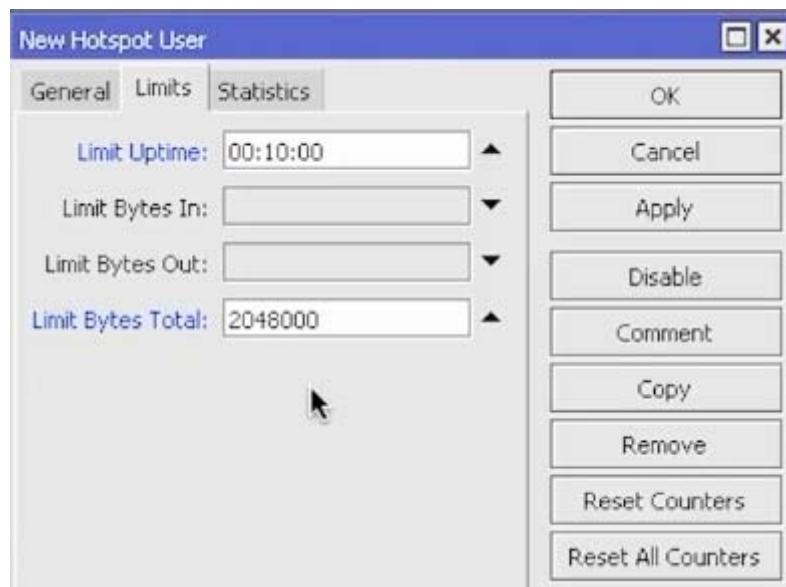 New Hotspot User
General Limits Statistics
Limit Uptime: 00:10:00
Limit Bytes In:
Limit Bytes Out:
Limit Bytes Total: 2048000
OK
Cancel
Apply
Disable
Comment
Copy
Remove
Reset Counters
Reset All Counters